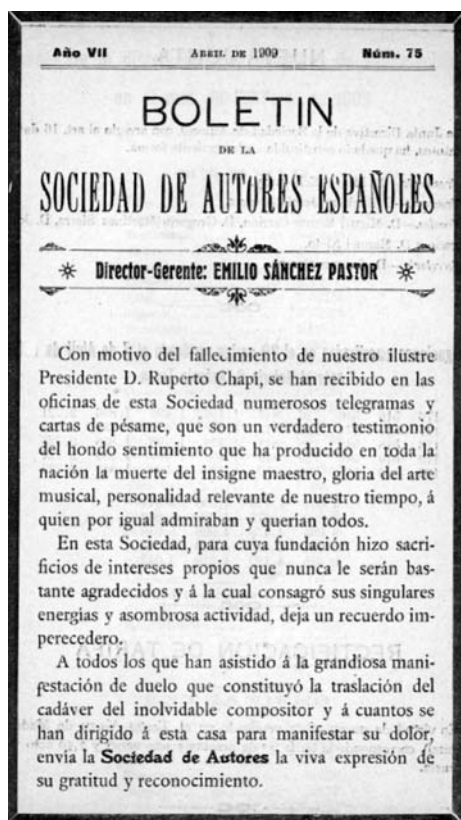 Año VII ABRIL DE 1909 Núm. 75
BOLETIN
DE LA
SOCIEDAD DE AUTORES ESPAÑOLES
Director-Gerente: EMILIO SÁNCHEZ PASTOR
Con motivo del fallecimiento de nuestro ilustre
Presidente D. Ruperto Chapi, se han recibido en las
oficinas de esta Sociedad numerosos telegramas y
cartas de pésame, que son un verdadero testimonio
del hondo sentimiento que ha producido en toda la
nación la muerte del insigne maestro, gloria del arte
musical, personalidad relevante de nuestro tiempo, á
quien por igual admiraban y querian todos.
En esta Sociedad, para cuya fundación hizo sacri-
ficios de intereses propios que nunca le serán bas-
tante agradecidos y á la cual consagró sus singulares
energias y asombrosa actividad, deja un recuerdo im-
perecedero.
A todos los que han asistido á la grandiosa mani-
festación de duelo que constituyó la traslación del
cadáver del inolvidable compositor y á cuantos se
han dirigido á esta casa para manifestar su dolor,
envia la Sociedad de Autores la viva expresión de
su gratitud y reconocimiento.